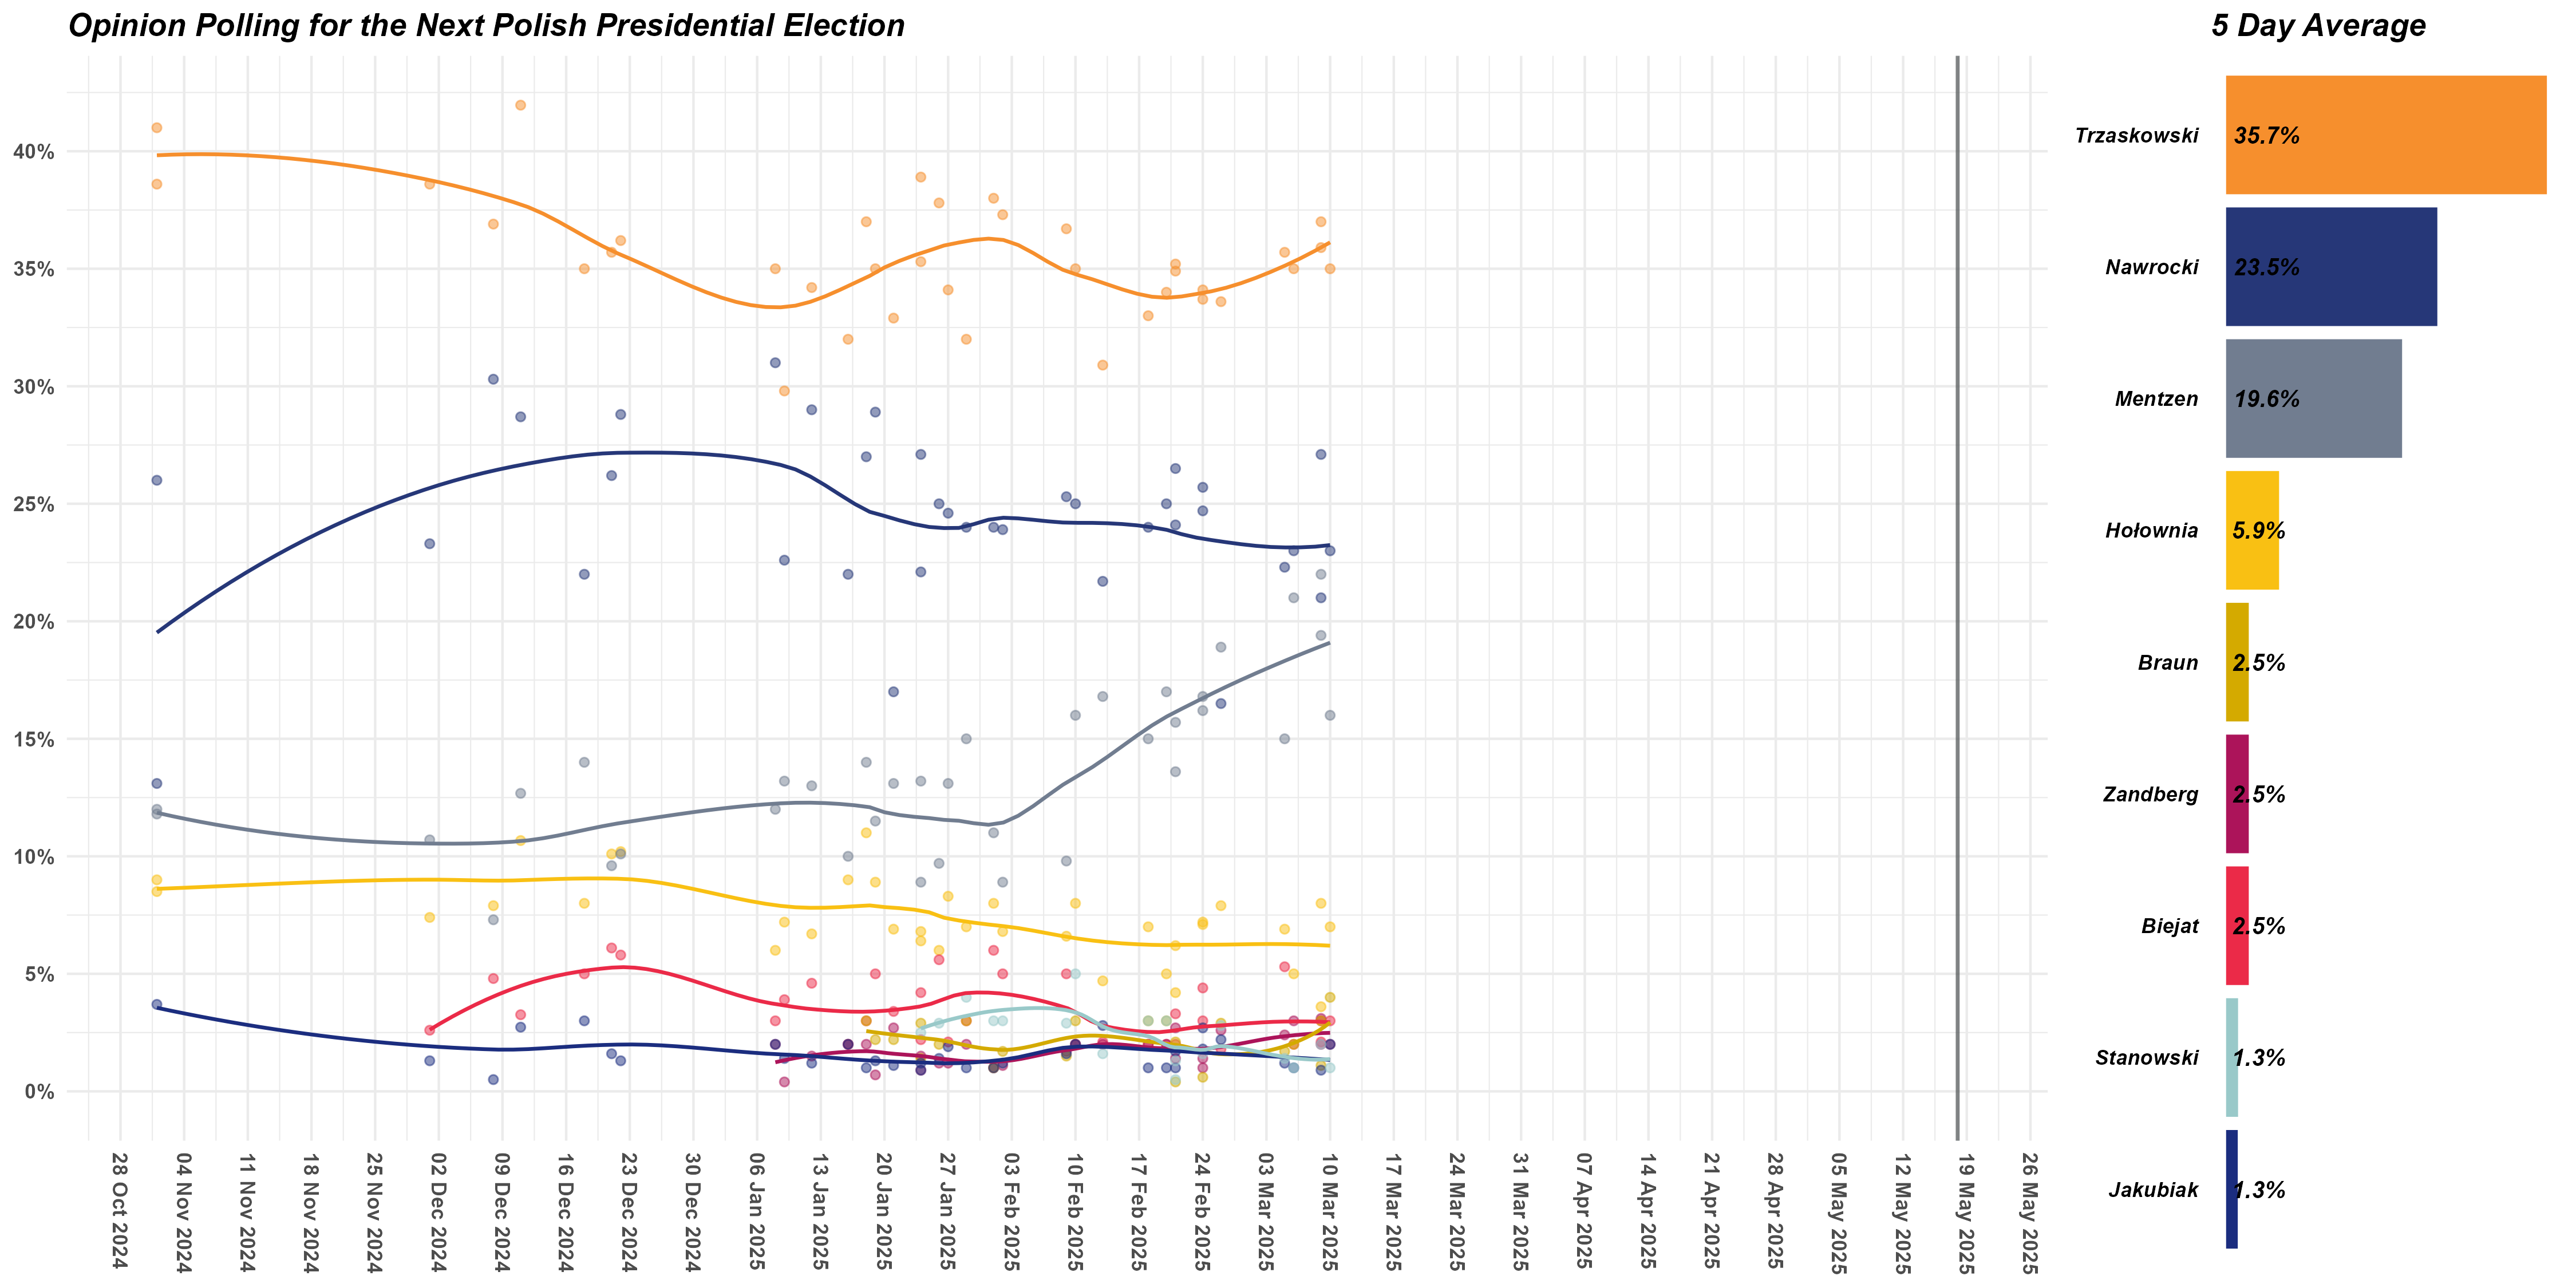 Opinion Polling for the Next Polish Presidential Election
5 Day Average
40%
35%
30%
25%
20%
15%
10%
5%
0%
28 Oct 2024
04 Nov 2024
11 Nov 2024
18 Nov 2024
25 Nov 2024
02 Dec 2024
09 Dec 2024
16 Dec 2024
23 Dec 2024
30 Dec 2024
06 Jan 2025
13 Jan 2025
20 Jan 2025
27 Jan 2025
03 Feb 2025
10 Feb 2025
17 Feb 2025
24 Feb 2025
03 Mar 2025
10 Mar 2025
17 Mar 2025
24 Mar 2025
31 Mar 2025
07 Apr 2025
14 Apr 2025
21 Apr 2025
28 Apr 2025
05 May 2025
12 May 2025
19 May 2025
26 May 2025
Trzaskowski 35.7%
Nawrocki 23.5%
Mentzen 19.6%
Hołownia 5.9%
Braun 2.5%
Zandberg 2.5%
Biejat 2.5%
Stanowski 1.3%
Jakubiak 1.3%